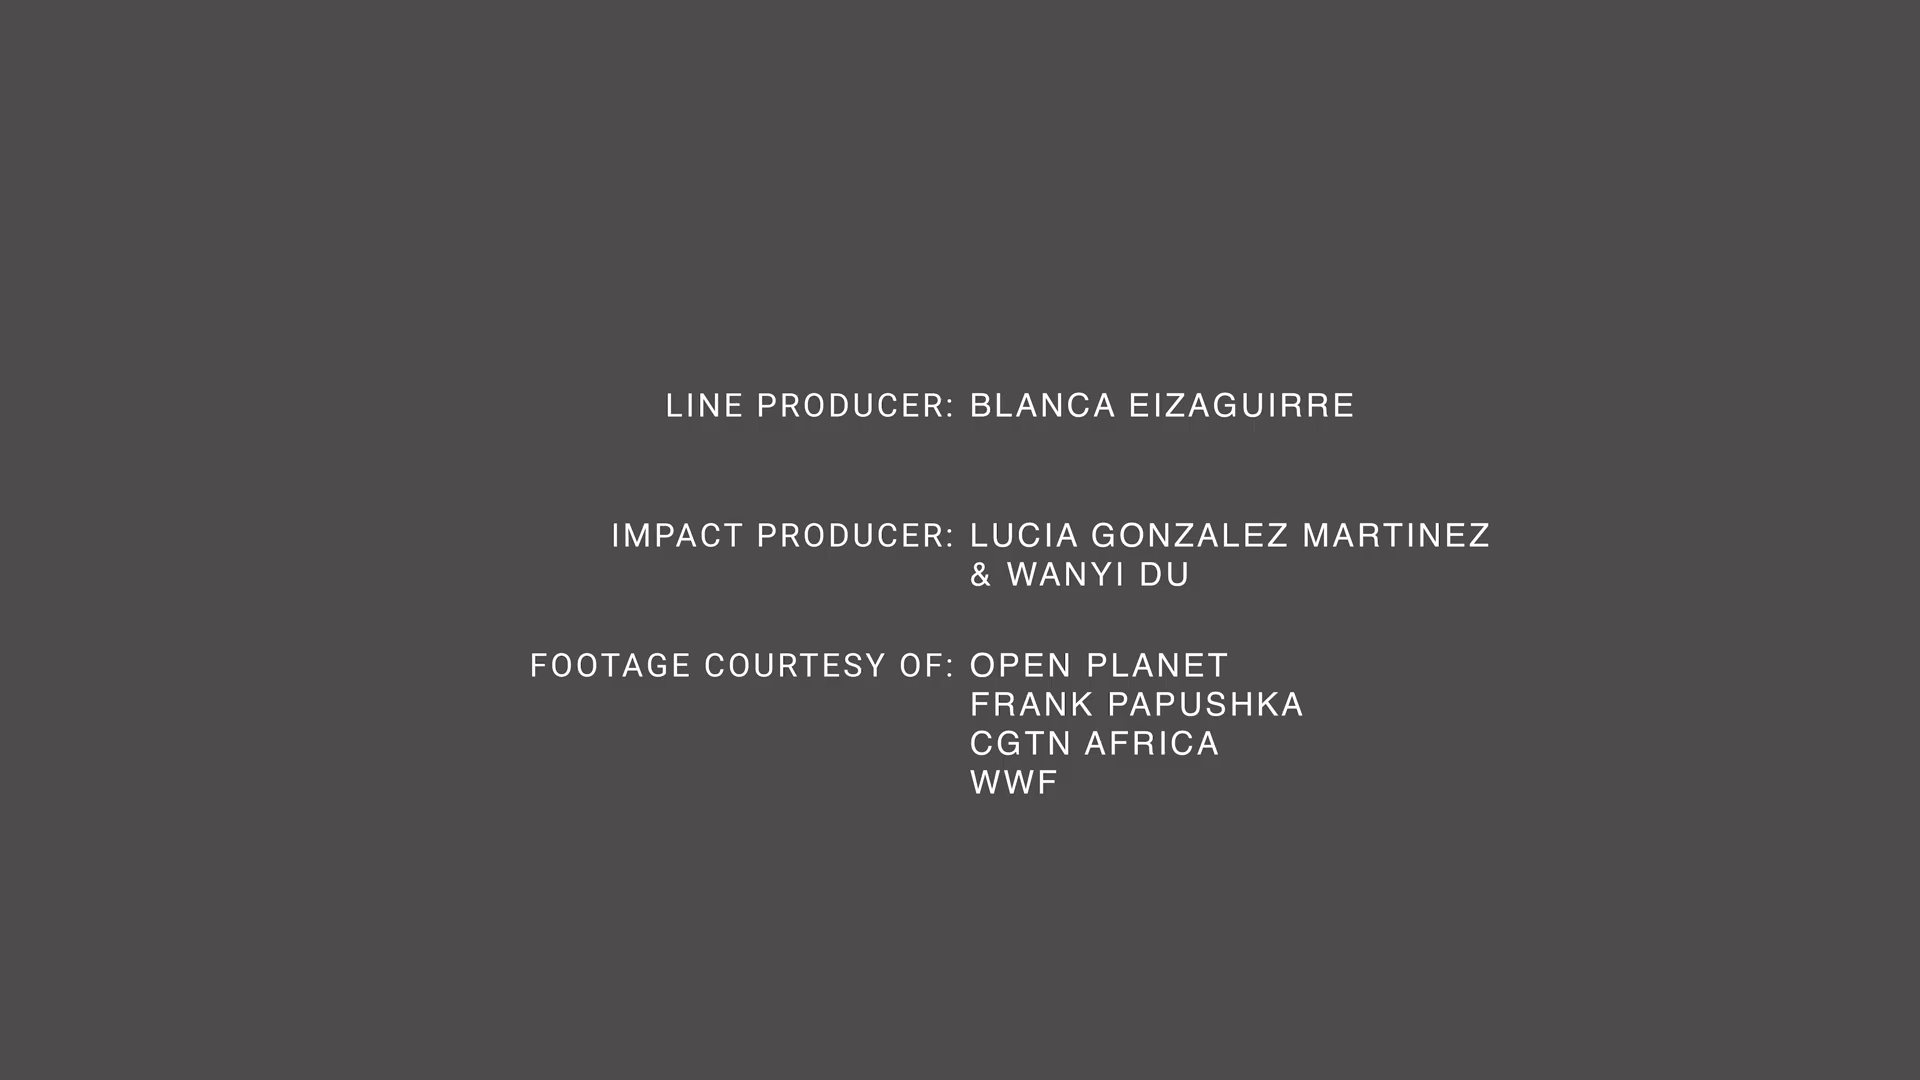 LINE PRODUCER: BLANCA EIZAGUIRRE
IMPACT PRODUCER: LUCIA GONZALEZ MARTINEZ
& WANYI DU
FOOTAGE COURTESY OF: OPEN PLANET
FRANK PAPUSHKA
CGTN AFRICA
WWF